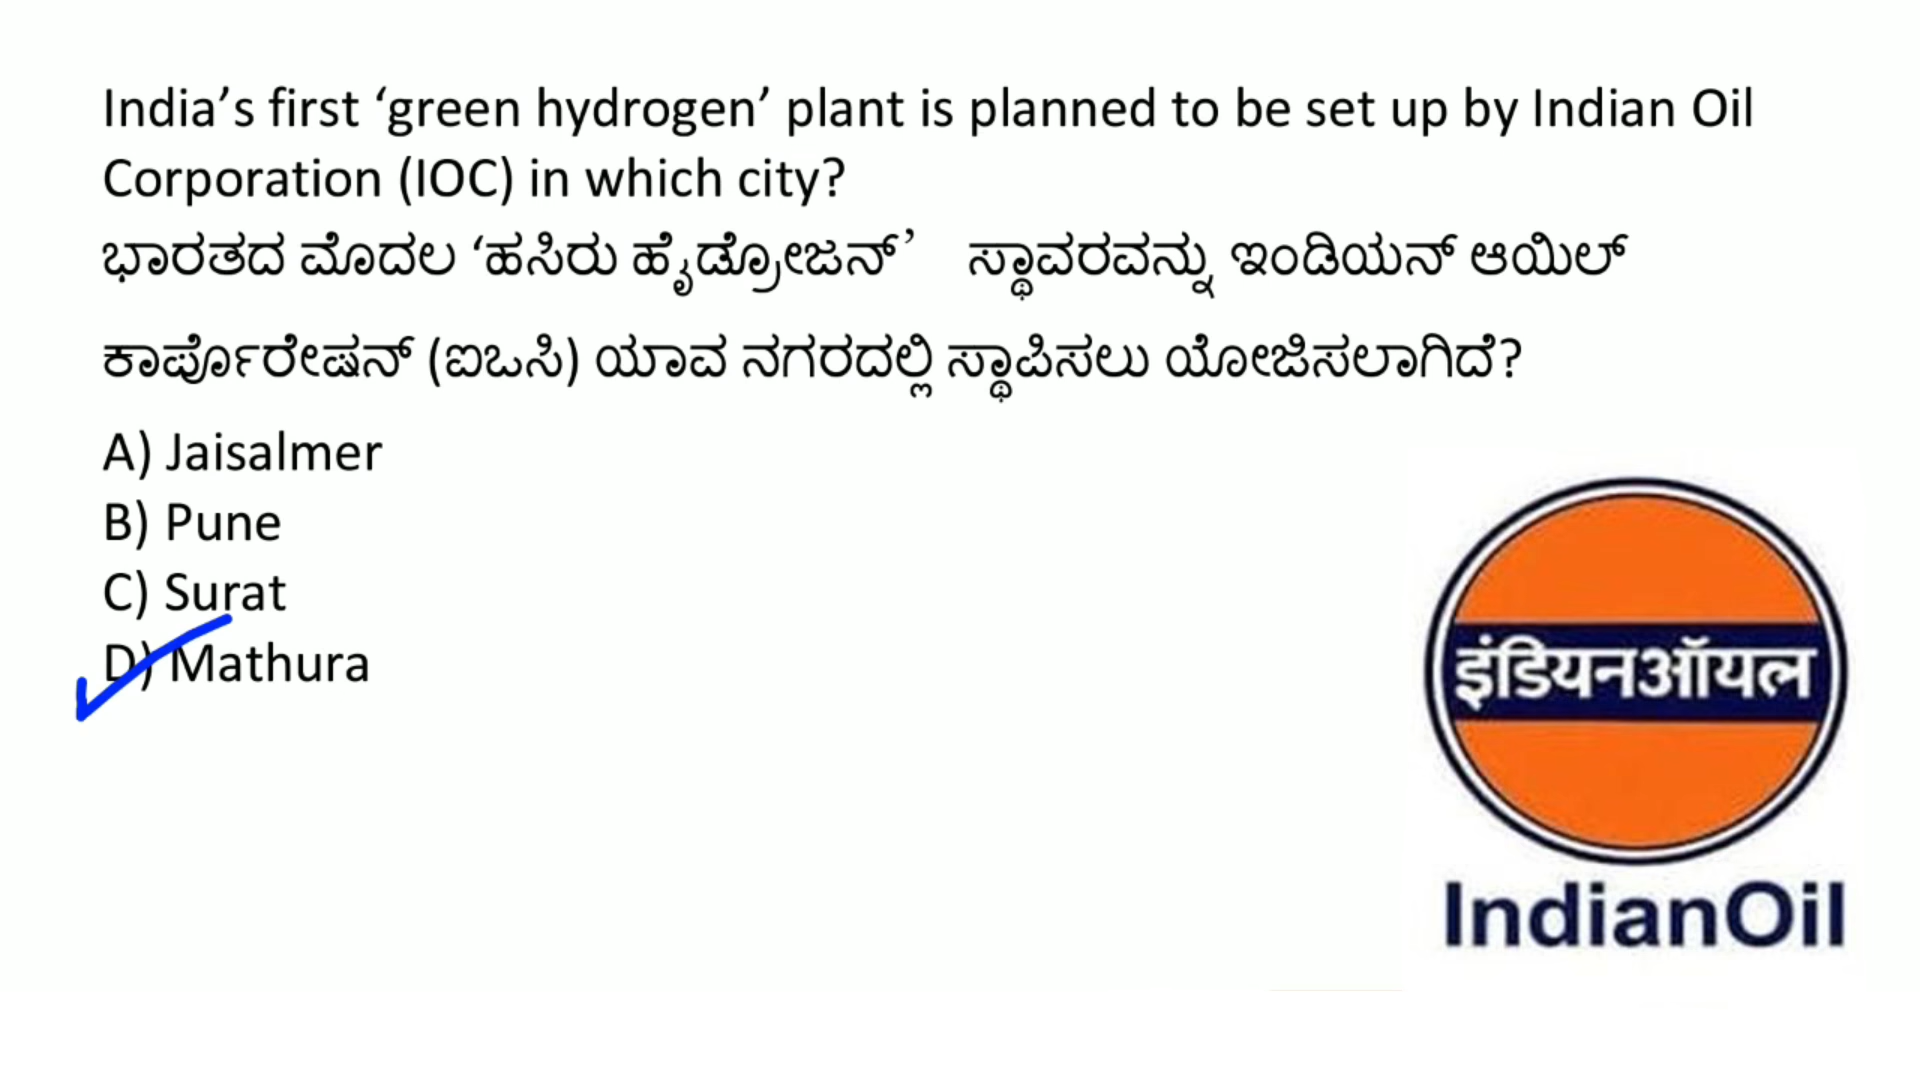 India’s first ‘green hydrogen’ plant is planned to be set up by Indian Oil
Corporation (IOC) in which city?
ಭಾರತದ ಮೊದಲ ‘ಹಸಿರು ಹೈಡ್ರೋಜನ್’ ಸ್ಥಾವರವನ್ನು ಇಂಡಿಯನ್ ಆಯಿಲ್
ಕಾರ್ಪೊರೇಷನ್ (ಐಒಸಿ) ಯಾವ ನಗರದಲ್ಲಿ ಸ್ಥಾಪಿಸಲು ಯೋಜಿಸಲಾಗಿದೆ?
A) Jaisalmer
B) Pune
C) Surat
D) Mathura
इंडियनऑयल
IndianOil